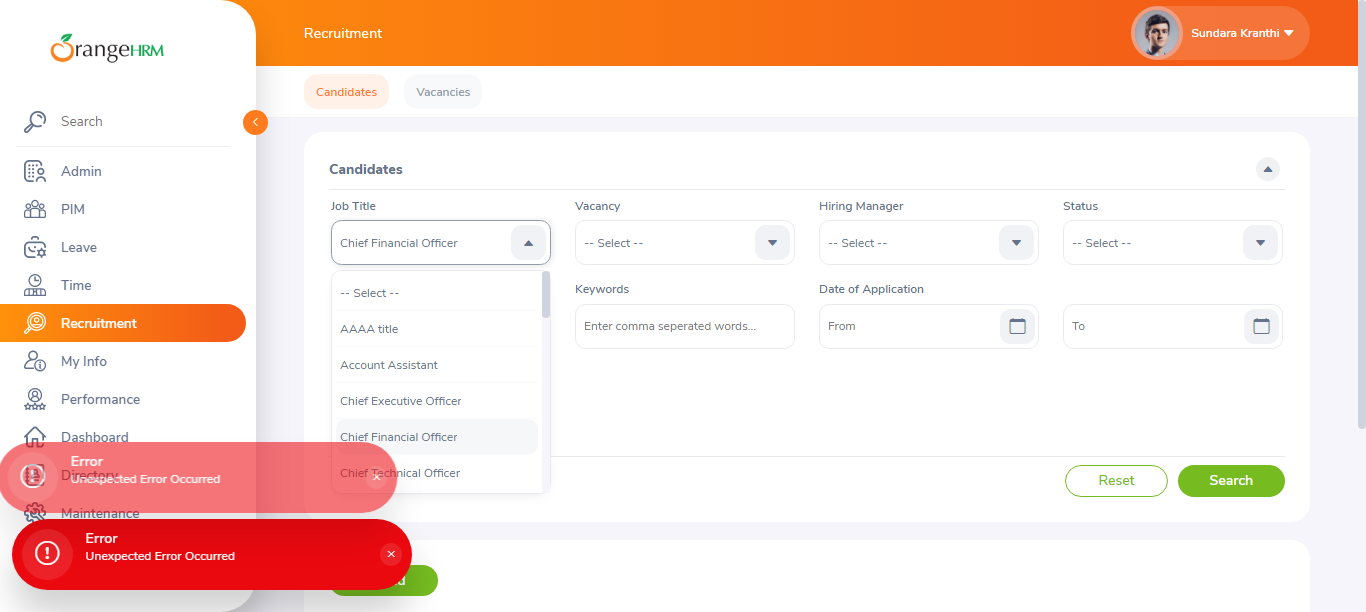 OrangeHRM
Recruitment
Sundara Kranthi
Candidates
Vacancies
Search
Admin
PIM
Leave
Time
Recruitment
My Info
Performance
Dashboard
Directory
Maintenance
Candidates
Job Title
Vacancy
Hiring Manager
Status
Chief Financial Officer
-- Select --
-- Select --
-- Select --
-- Select --
AAAA title
Account Assistant
Chief Executive Officer
Chief Financial Officer
Chief Technical Officer
Keywords
Date of Application
Enter comma seperated words...
From
To
Reset
Search
Error
Unexpected Error Occurred
Error
Unexpected Error Occurred